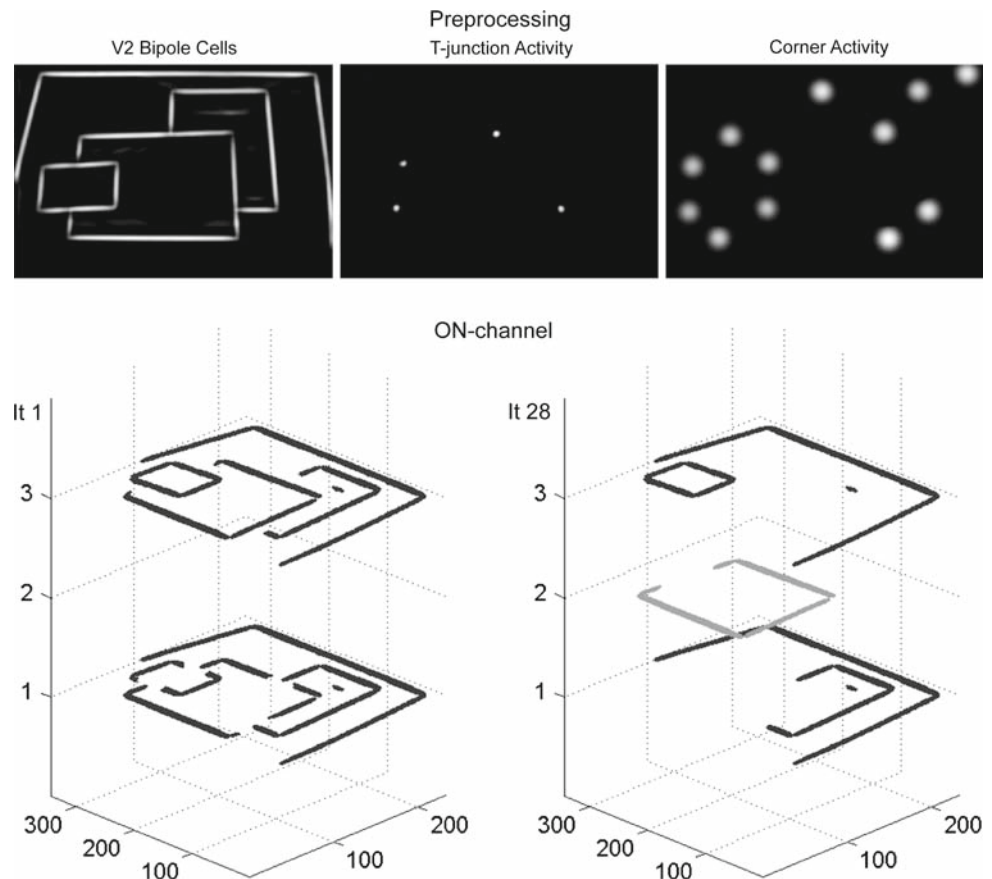 Preprocessing
V2 Bipole Cells
T-junction Activity
Corner Activity
ON-channel
It 1
3
2
1
300
200
100
100
200
It 28
3
2
1
300
200
100
100
200